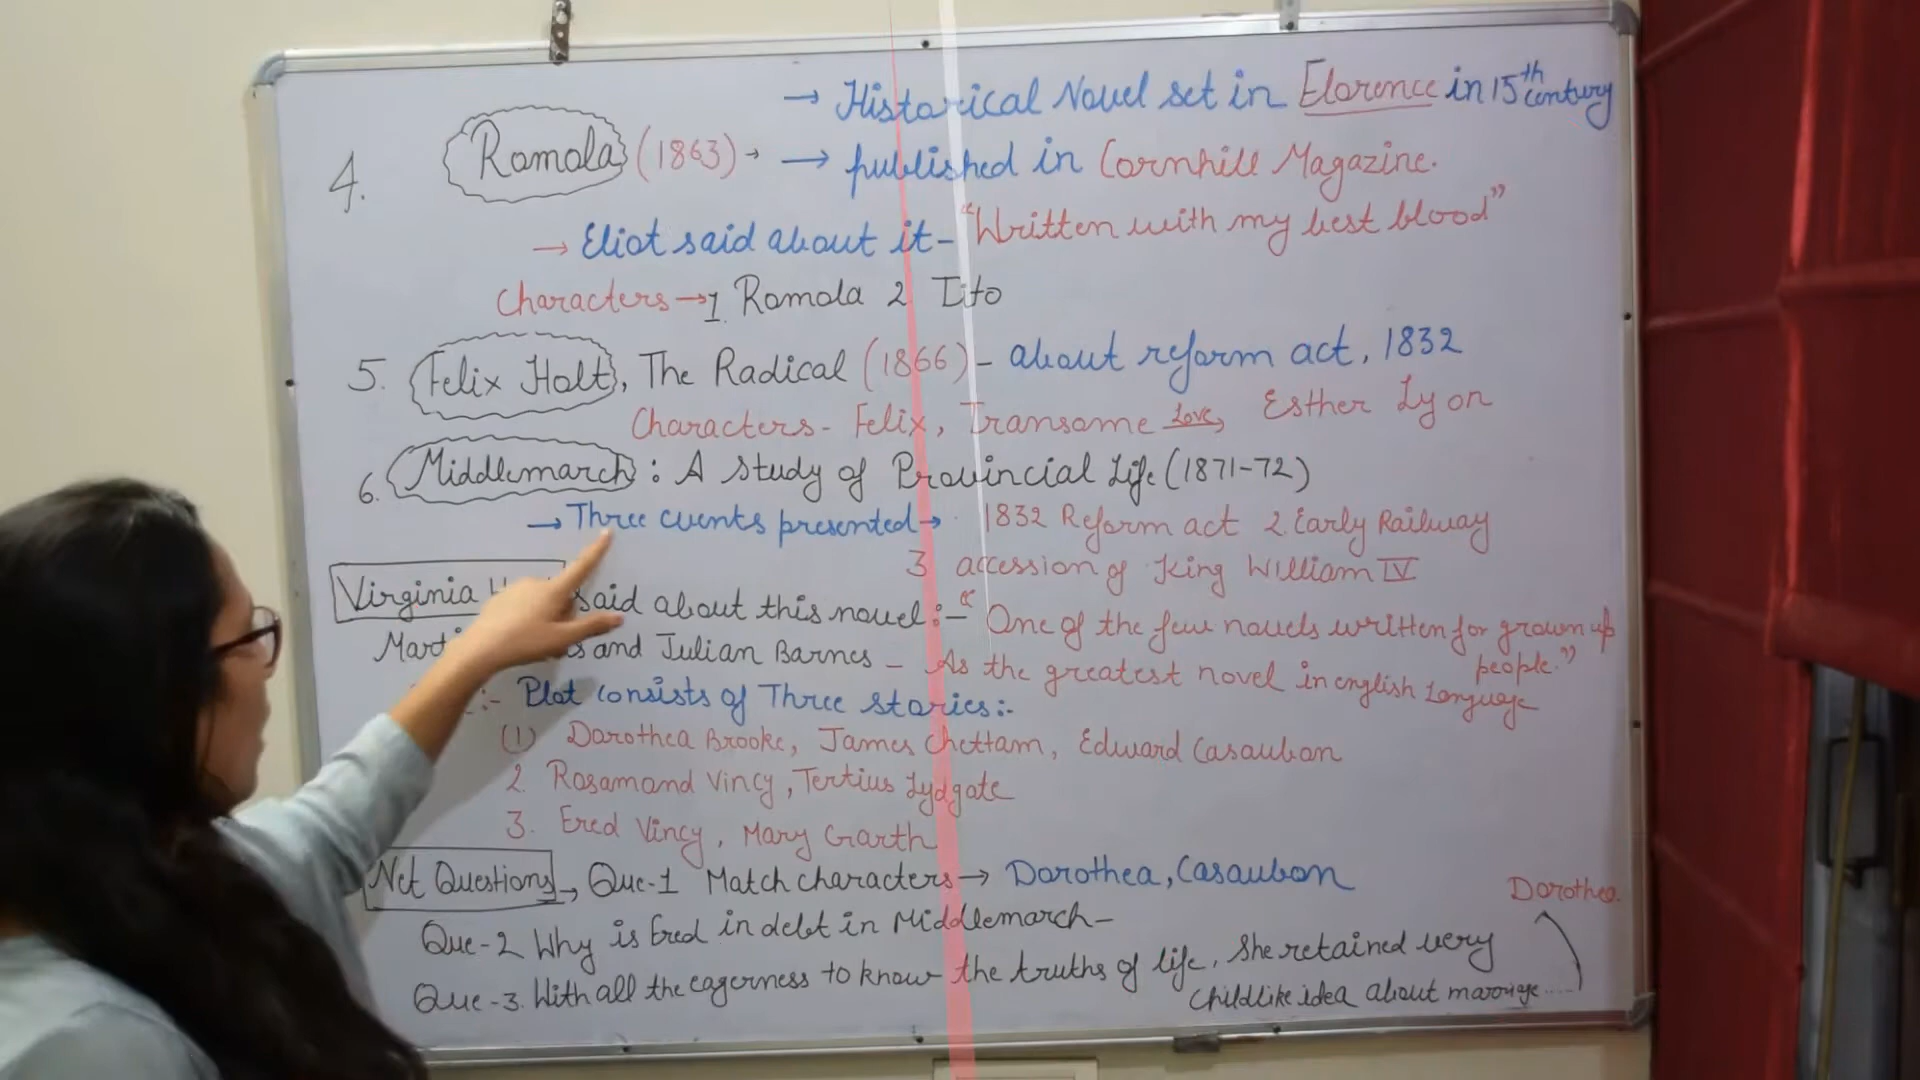 → Historical Novel set in Florence in 15th century
4. Romola (1863) → → published in Cornhill Magazine.
→ Eliot said about it - "Written with my best blood"
Characters → 1. Romola 2 Tito
5. Felix Holt, The Radical (1866) - about reform act, 1832
Characters - Felix, Transome Love, Esther Lyon
6. Middlemarch : A Study of Provincial Life (1871-72)
→ Three events presented → 1832 Reform act 2. Early Railway
3 accession of King William IV
Virginia said about this novel :- "One of the few novels written for grown up people."
and Julian Barnes - As the greatest novel in english Language
:- Plot consists of Three stories:-
(1) Dorothea Brooke, James Chettam, Edward Casaubon
2. Rosamond Vincy, Tertius Lydgate
3. Fred Vincy, Mary Garth
Net Questions, Que-1 Match characters → Dorothea, Casaubon
Que-2 Why is Fred in debt in Middlemarch -
Dorothea.
Que-3. With all the eagerness to know the truths of life, She retained very
childlike idea about marriage ....